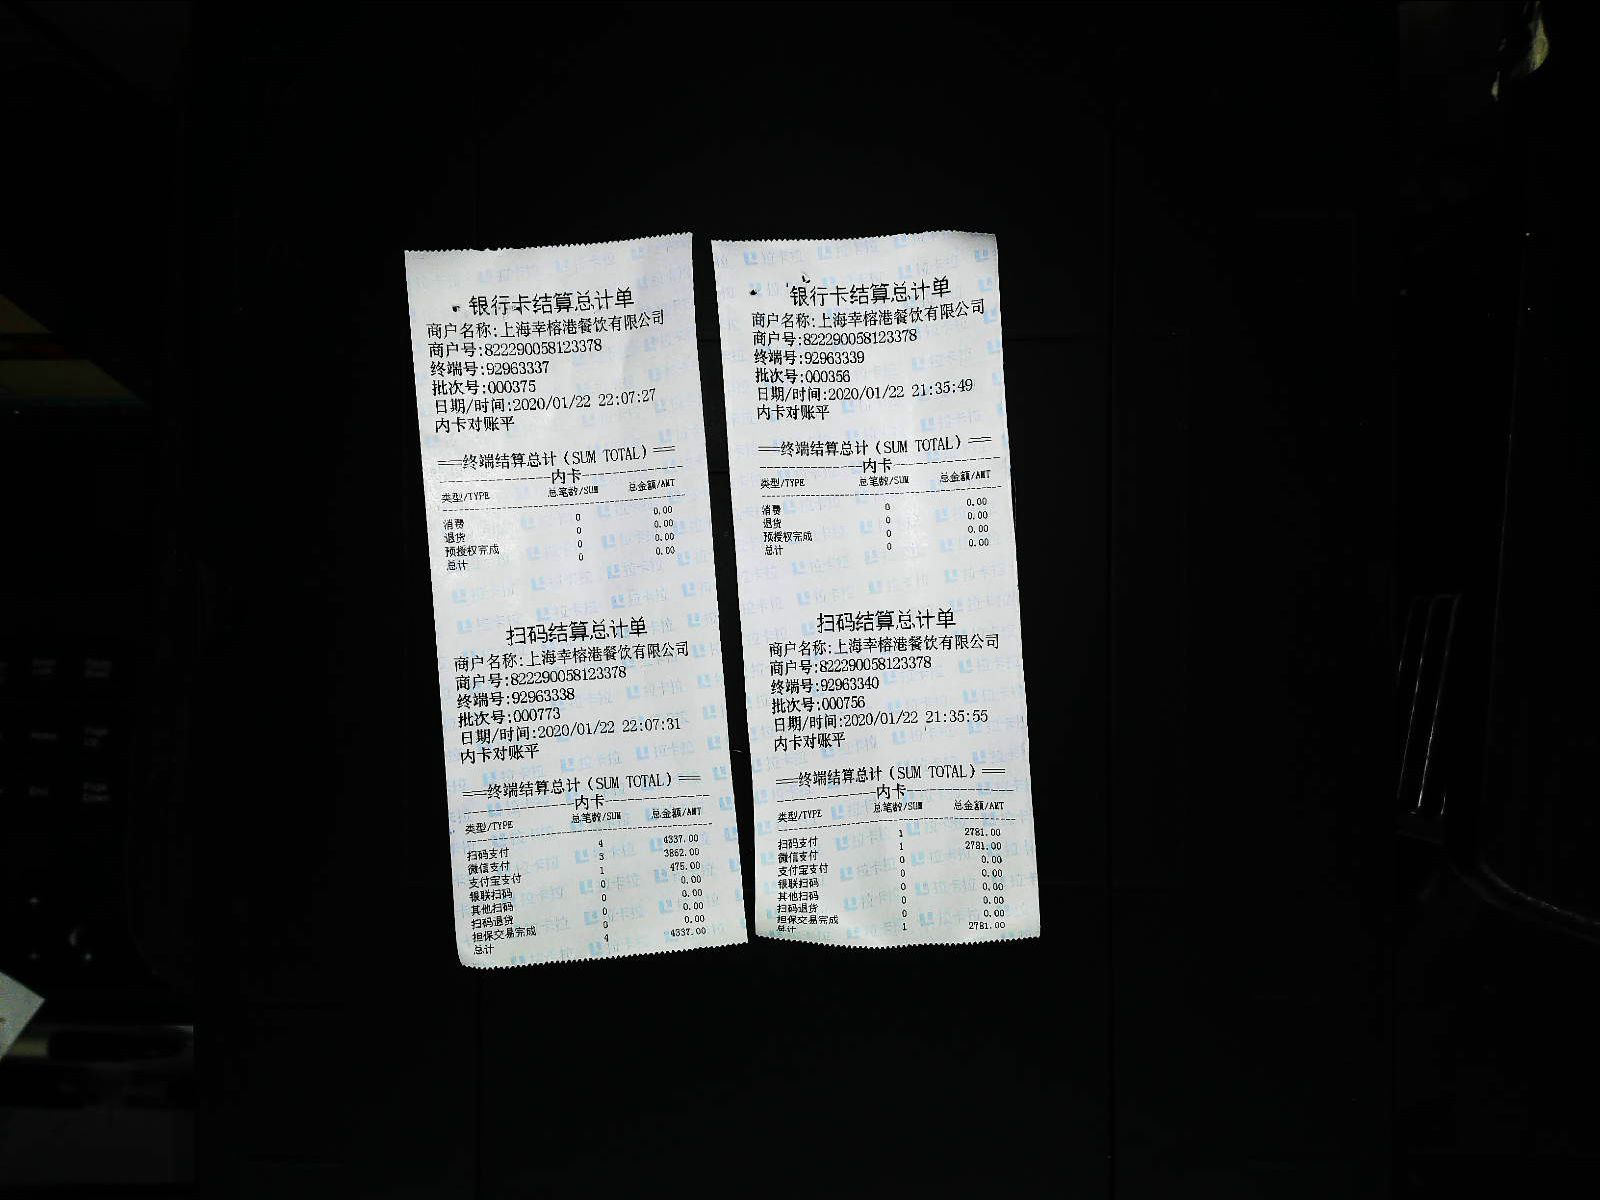 银行卡结算总计单
商户名称:上海幸榕港餐饮有限公司
商户号:822290058123378
终端号:92963337
批次号:000375
日期/时间:2020/01/22 22:07:27
内卡对账平
===终端结算总计(SUM TOTAL)===
内卡
类型/TYPE 总笔数/SUM 总金额/AMT
消费 0 0.00
退货 0 0.00
预授权完成 0 0.00
总计 0 0.00
扫码结算总计单
商户名称:上海幸榕港餐饮有限公司
商户号:822290058123378
终端号:92963338
批次号:000773
日期/时间:2020/01/22 22:07:31
内卡对账平
===终端结算总计(SUM TOTAL)===
内卡
类型/TYPE 总笔数/SUM 总金额/AMT
扫码支付 4 4337.00
微信支付 3 3862.00
支付宝支付 1 475.00
银联扫码 0 0.00
其他扫码 0 0.00
扫码退货 0 0.00
担保交易完成 0 0.00
总计 4 4337.00
银行卡结算总计单
商户名称:上海幸榕港餐饮有限公司
商户号:822290058123378
终端号:92963339
批次号:000356
日期/时间:2020/01/22 21:35:49
内卡对账平
===终端结算总计(SUM TOTAL)===
内卡
类型/TYPE 总笔数/SUM 总金额/AMT
消费 0 0.00
退货 0 0.00
预授权完成 0 0.00
总计 0 0.00
扫码结算总计单
商户名称:上海幸榕港餐饮有限公司
商户号:822290058123378
终端号:92963340
批次号:000756
日期/时间:2020/01/22 21:35:55
内卡对账平
===终端结算总计(SUM TOTAL)===
内卡
类型/TYPE 总笔数/SUM 总金额/AMT
扫码支付 1 2781.00
微信支付 1 2781.00
支付宝支付 0 0.00
银联扫码 0 0.00
其他扫码 0 0.00
扫码退货 0 0.00
担保交易完成 0 0.00
总计 1 2781.00